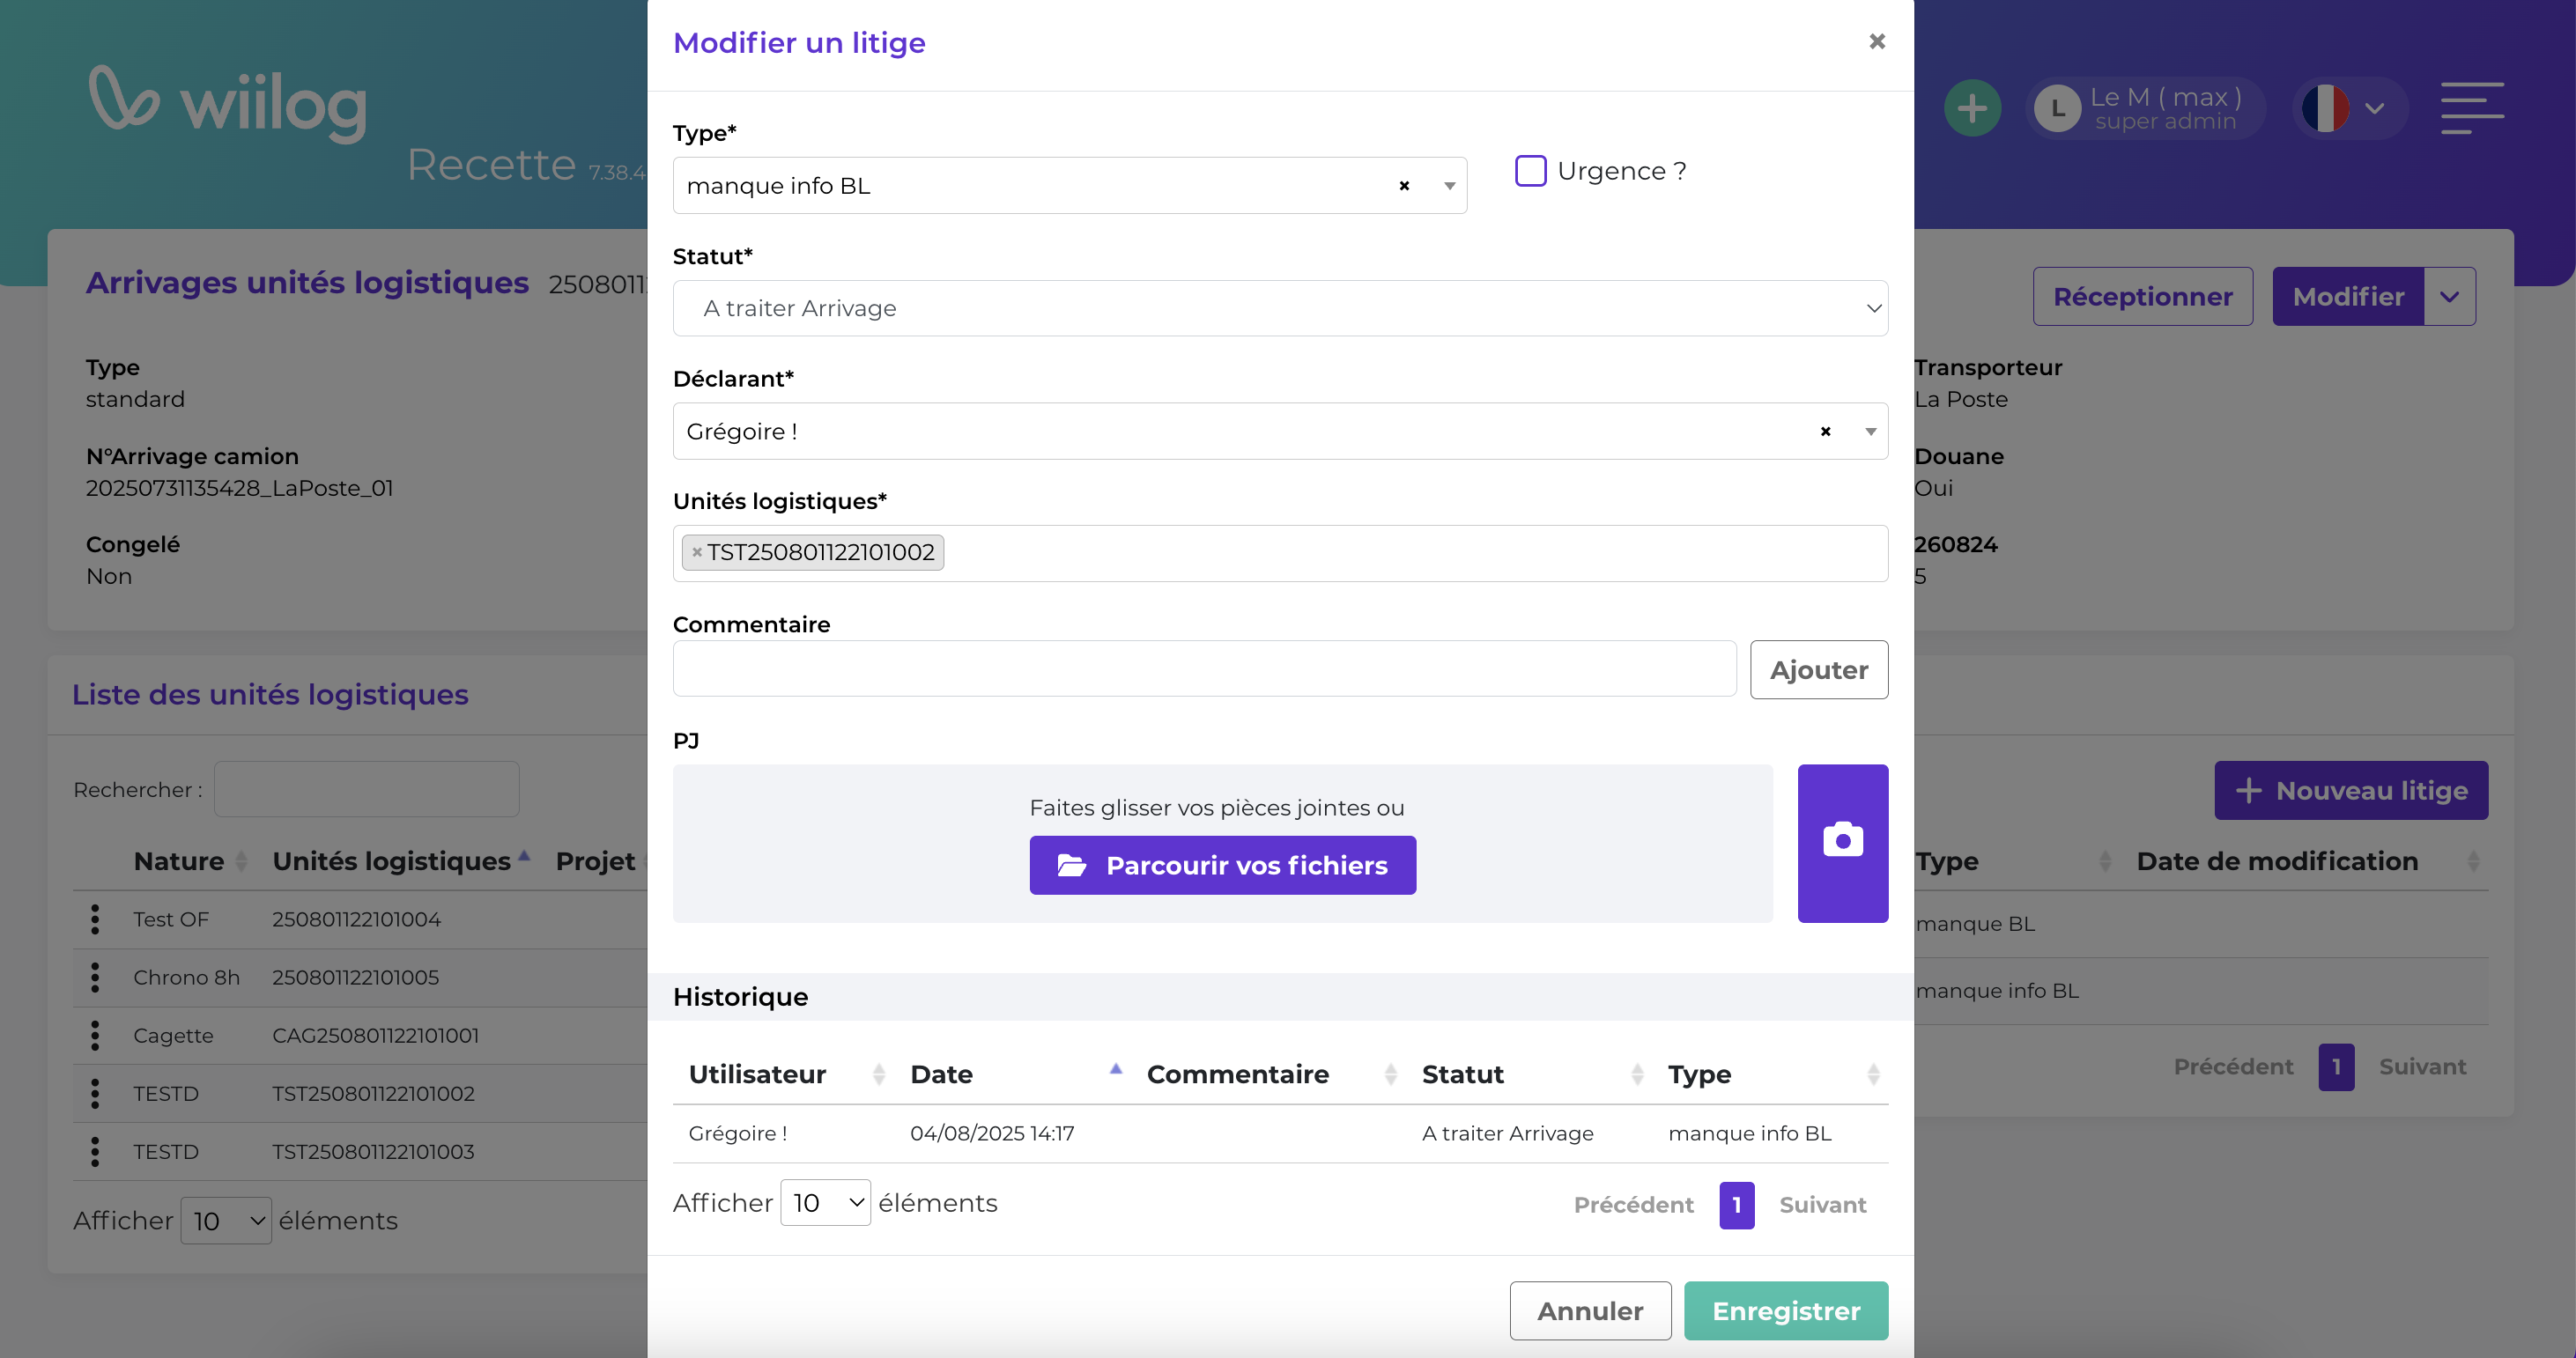 wiilog
Recette 7.38.4
L
Le M ( max )
super admin
Arrivages unités logistiques
Réceptionner
Modifier
Type
standard
N°Arrivage camion
20250731135428_LaPoste_01
Congelé
Non
Transporteur
La Poste
Douane
Oui
260824
5
Liste des unités logistiques
Rechercher :
Nature Unités logistiques Projet
Test OF 250801122101004
Chrono 8h 250801122101005
Cagette CAG250801122101001
TESTD TST250801122101002
TESTD TST250801122101003
Afficher 10 éléments
Modifier un litige
×
Type*
manque info BL ×
Urgence ?
Statut*
A traiter Arrivage
Déclarant*
Grégoire ! ×
Unités logistiques*
× TST250801122101002
Commentaire
Ajouter
PJ
Faites glisser vos pièces jointes ou
Parcourir vos fichiers
Historique
Utilisateur Date Commentaire Statut Type
Grégoire ! 04/08/2025 14:17 A traiter Arrivage manque info BL
Afficher 10 éléments
Précédent 1 Suivant
Annuler
Enregistrer
Nouveau litige
Type Date de modification
manque BL
manque info BL
Précédent 1 Suivant